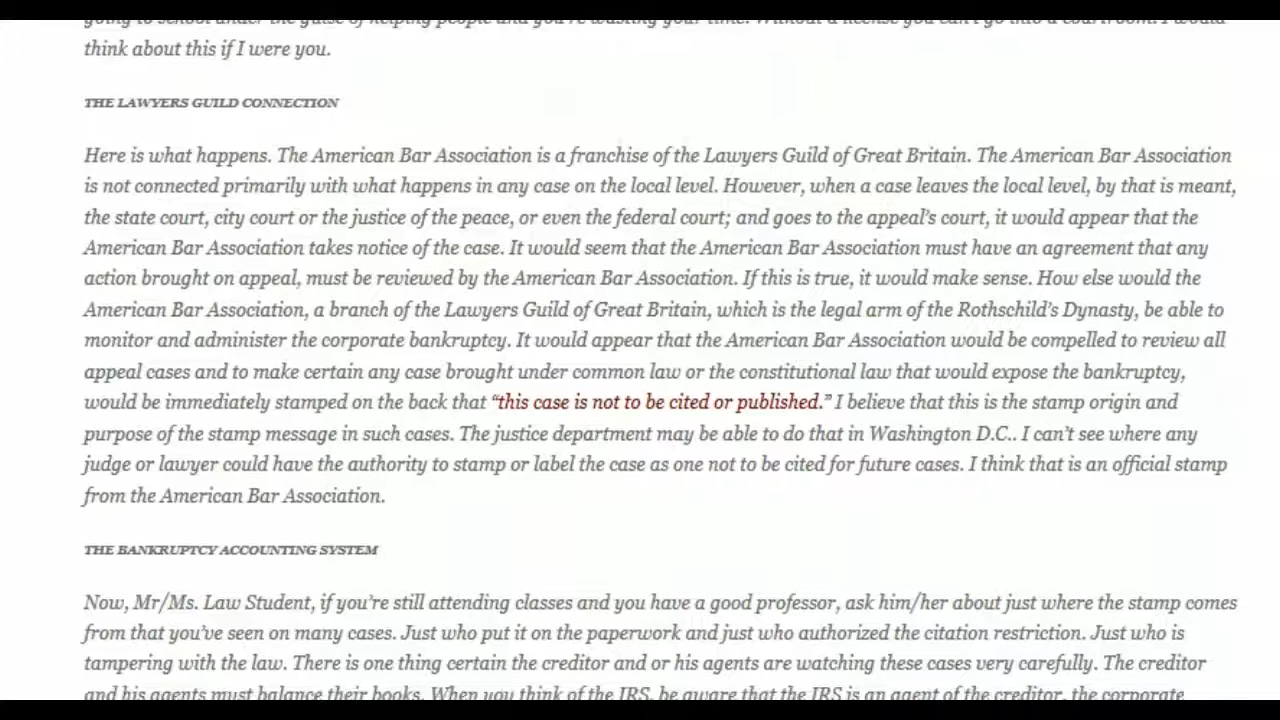 going to school under the guise of helping people and you're wasting your time. Without a license you can't go into a courtroom. I would
think about this if I were you.
THE LAWYERS GUILD CONNECTION
Here is what happens. The American Bar Association is a franchise of the Lawyers Guild of Great Britain. The American Bar Association
is not connected primarily with what happens in any case on the local level. However, when a case leaves the local level, by that is meant,
the state court, city court or the justice of the peace, or even the federal court; and goes to the appeal's court, it would appear that the
American Bar Association takes notice of the case. It would seem that the American Bar Association must have an agreement that any
action brought on appeal, must be reviewed by the American Bar Association. If this is true, it would make sense. How else would the
American Bar Association, a branch of the Lawyers Guild of Great Britain, which is the legal arm of the Rothschild's Dynasty, be able to
monitor and administer the corporate bankruptcy. It would appear that the American Bar Association would be compelled to review all
appeal cases and to make certain any case brought under common law or the constitutional law that would expose the bankruptcy,
would be immediately stamped on the back that “this case is not to be cited or published.” I believe that this is the stamp origin and
purpose of the stamp message in such cases. The justice department may be able to do that in Washington D.C.. I can't see where any
judge or lawyer could have the authority to stamp or label the case as one not to be cited for future cases. I think that is an official stamp
from the American Bar Association.
THE BANKRUPTCY ACCOUNTING SYSTEM
Now, Mr/Ms. Law Student, if you're still attending classes and you have a good professor, ask him/her about just where the stamp comes
from that you've seen on many cases. Just who put it on the paperwork and just who authorized the citation restriction. Just who is
tampering with the law. There is one thing certain the creditor and or his agents are watching these cases very carefully. The creditor
and his agents must balance their books. When you think of the IRS, be aware that the IRS is an agent of the creditor, the corporate